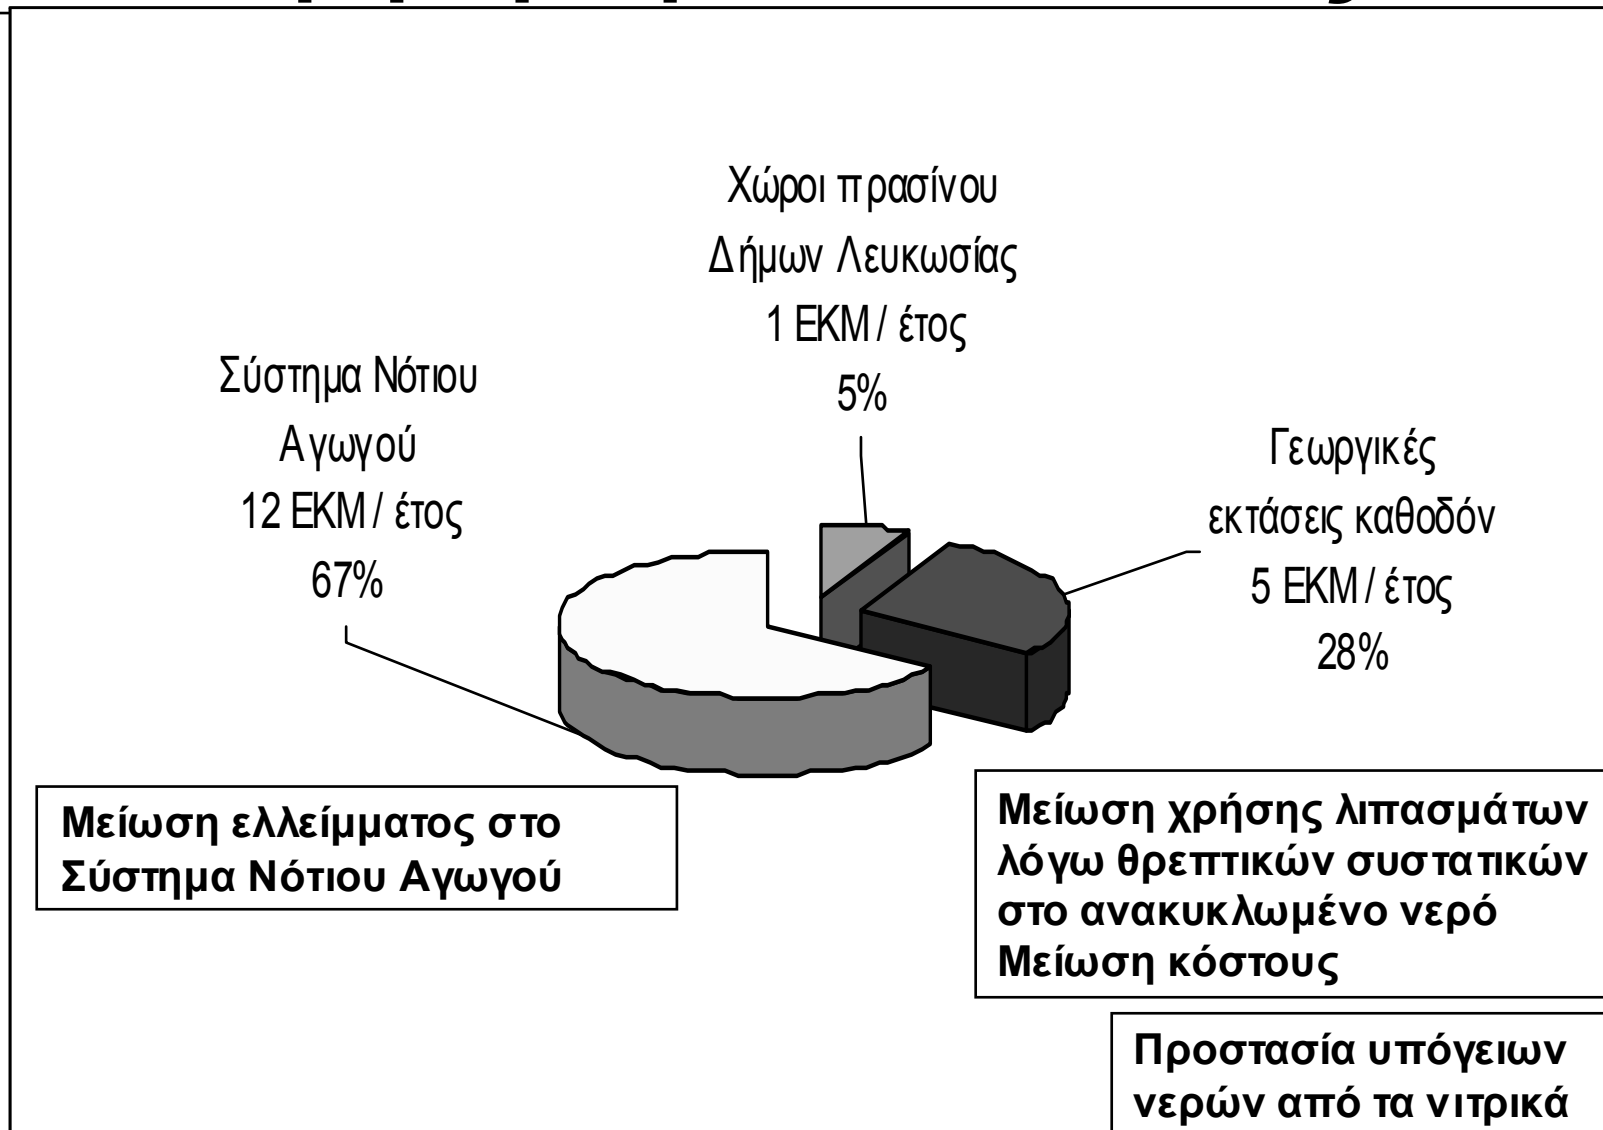 Χώροι πρασίνου
Δήμων Λευκωσίας
1 ΕΚΜ / έτος
5%
Σύστημα Νότιου
Αγωγού
12 ΕΚΜ / έτος
67%
Γεωργικές
εκτάσεις καθοδόν
5 ΕΚΜ / έτος
28%
Μείωση ελλείμματος στο
Σύστημα Νότιου Αγωγού
Μείωση χρήσης λιπασμάτων
λόγω θρεπτικών συστατικών
στο ανακυκλωμένο νερό
Μείωση κόστους
Προστασία υπόγειων
νερών από τα νιτρικά